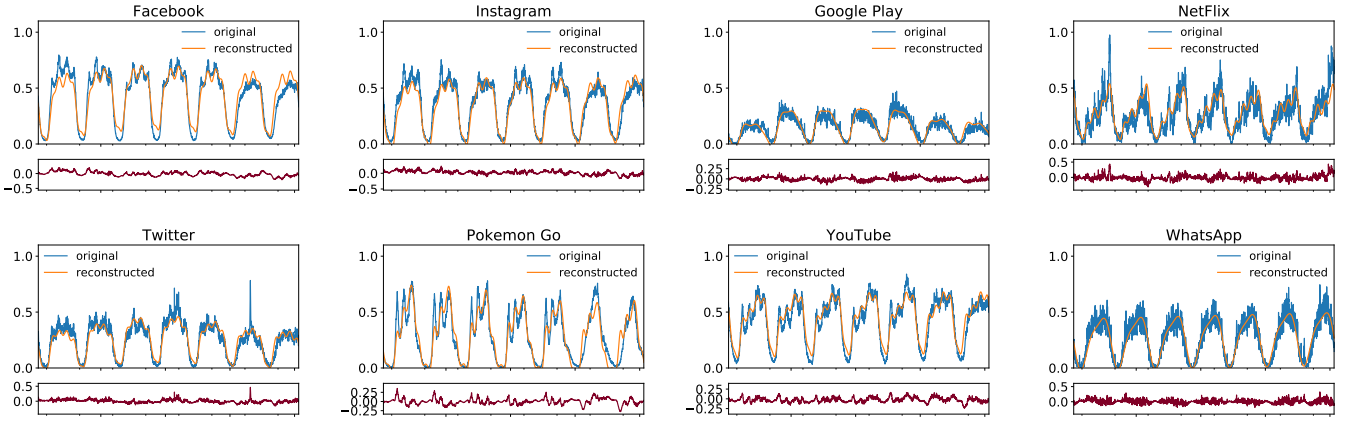 Facebook
1.0
0.5
0.0
original
reconstructed
0.0
−0.5
Instagram
1.0
0.5
0.0
original
reconstructed
0.0
−0.5
Google Play
1.0
0.5
0.0
original
reconstructed
0.25
0.00
−0.25
NetFlix
1.0
0.5
0.0
original
reconstructed
0.5
0.0
Twitter
1.0
0.5
0.0
original
reconstructed
0.5
0.0
Pokemon Go
1.0
0.5
0.0
original
reconstructed
0.25
0.00
−0.25
YouTube
1.0
0.5
0.0
original
reconstructed
0.25
0.00
−0.25
WhatsApp
1.0
0.5
0.0
original
reconstructed
0.5
0.0